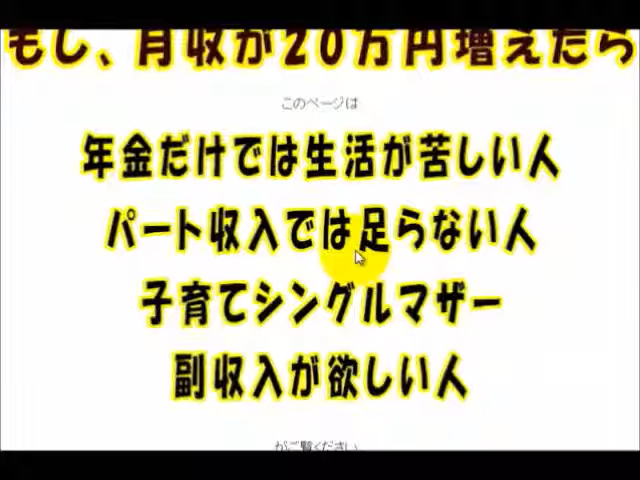 もし、月収が20万円増えたら
このページは
年金だけでは生活が苦しい人
パート収入では足らない人
子育てシングルマザー
副収入が欲しい人
がご覧ください